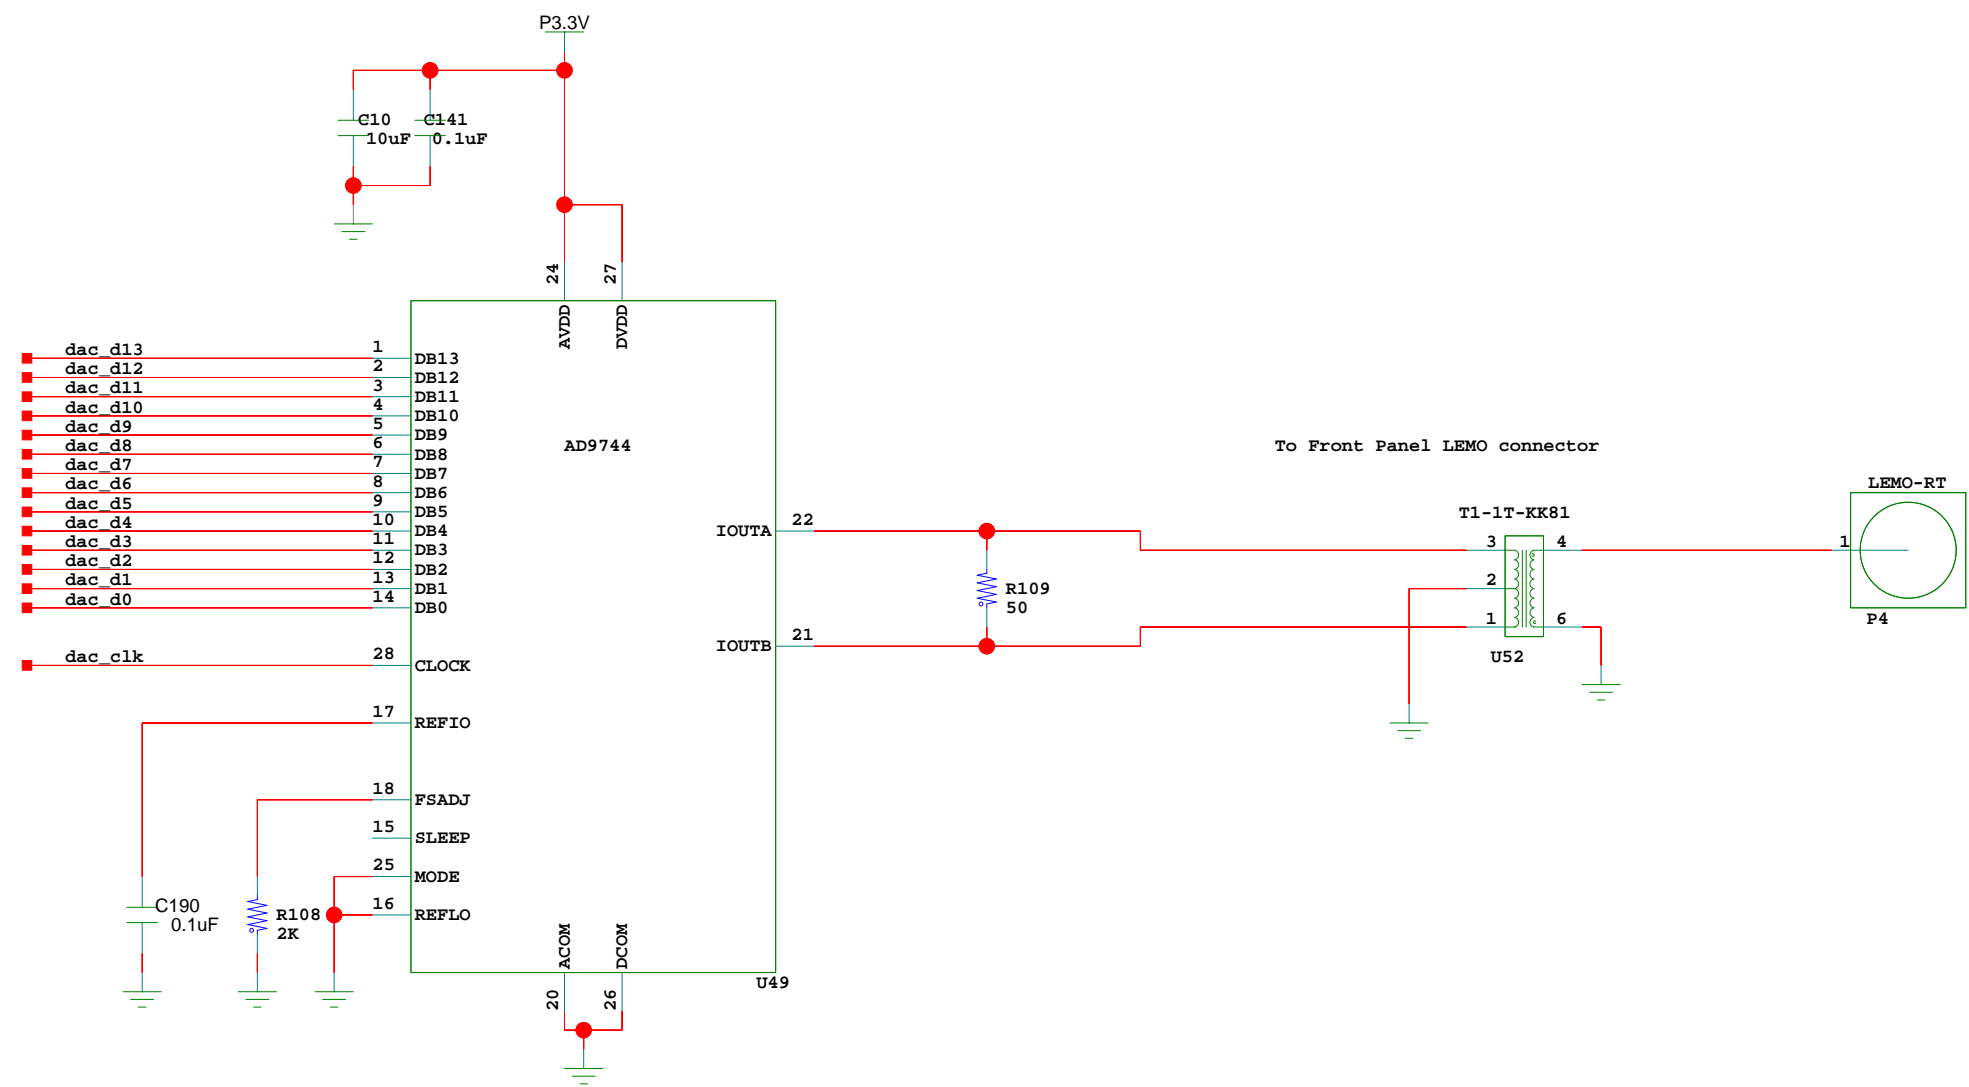 P3.3V
C10
10uF
C141
0.1uF
24
27
AVDD
DVDD
dac_d13 1 DB13
dac_d12 2 DB12
dac_d11 3 DB11
dac_d10 4 DB10
dac_d9 5 DB9
dac_d8 6 DB8
dac_d7 7 DB7
dac_d6 8 DB6
dac_d5 9 DB5
dac_d4 10 DB4
dac_d3 11 DB3
dac_d2 12 DB2
dac_d1 13 DB1
dac_d0 14 DB0
dac_clk 28 CLOCK
17 REFIO
18 FSADJ
15 SLEEP
25 MODE
16 REFLO
C190
0.1uF
R108
2K
AD9744
IOUTA 22
IOUTB 21
ACOM
DCOM
20
26
U49
R109
50
To Front Panel LEMO connector
T1-1T-KK81
3
2
1
4
6
U52
LEMO-RT
1
P4